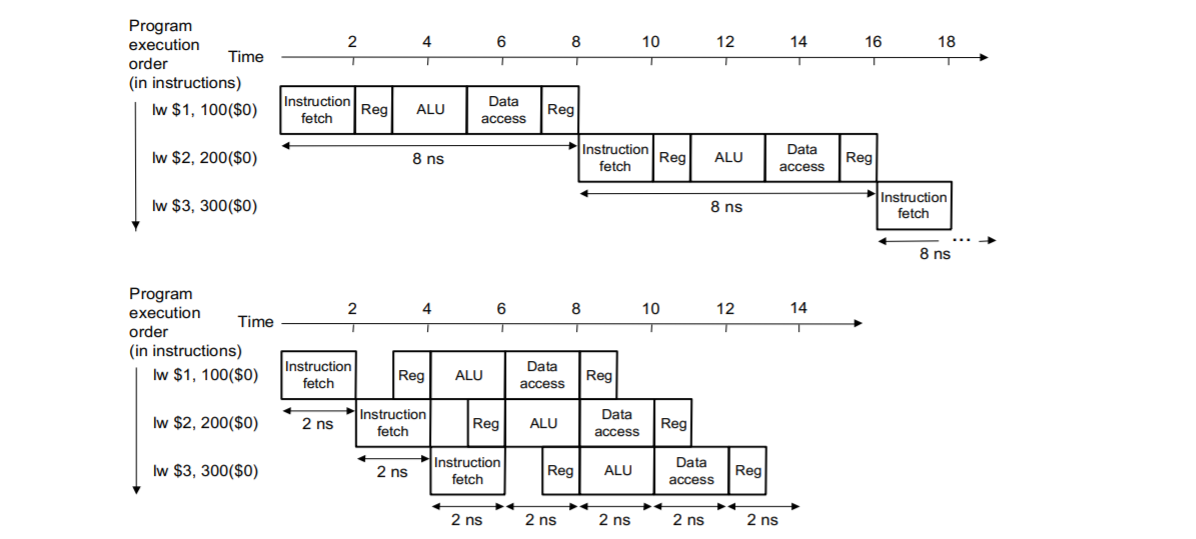 Program
execution
order
(in instructions)
Time
2 4 6 8 10 12 14 16 18
lw $1, 100($0)
Instruction
fetch
Reg
ALU
Data
access
Reg
8 ns
lw $2, 200($0)
Instruction
fetch
Reg
ALU
Data
access
Reg
8 ns
lw $3, 300($0)
Instruction
fetch
...
8 ns
Program
execution
order
(in instructions)
Time
2 4 6 8 10 12 14
lw $1, 100($0)
Instruction
fetch
Reg
ALU
Data
access
Reg
2 ns
lw $2, 200($0)
Instruction
fetch
Reg
ALU
Data
access
Reg
2 ns
lw $3, 300($0)
Instruction
fetch
Reg
ALU
Data
access
Reg
2 ns 2 ns 2 ns 2 ns 2 ns